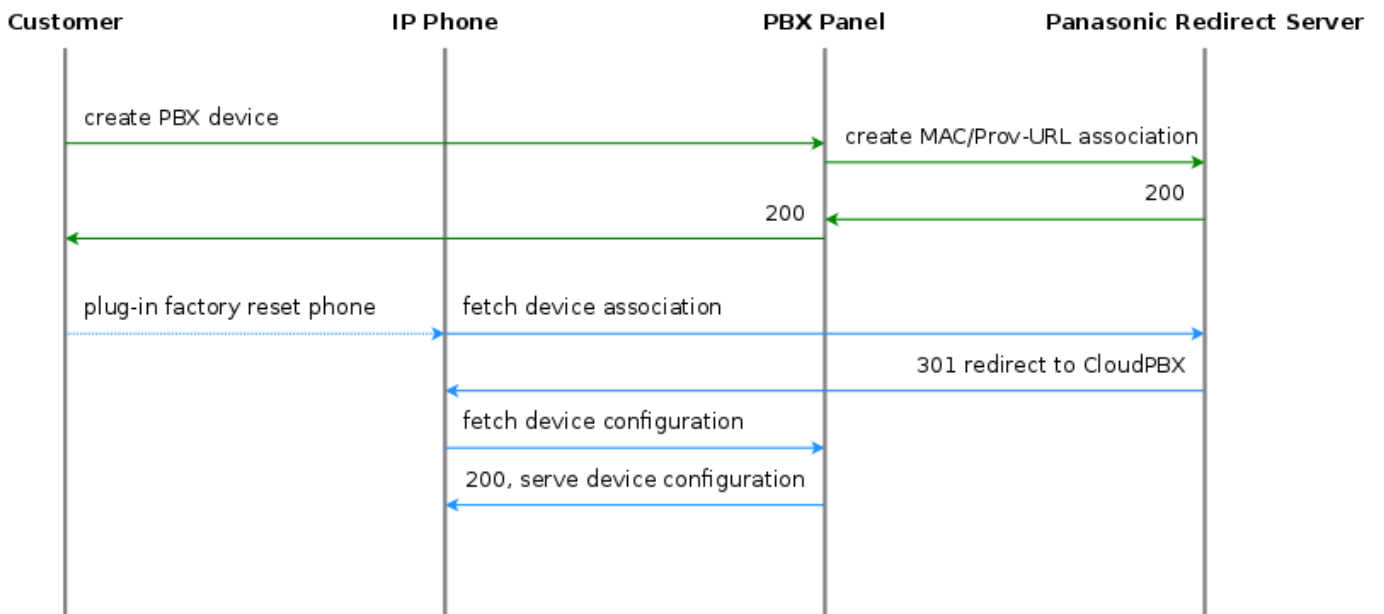 Customer
IP Phone
PBX Panel
Panasonic Redirect Server
create PBX device
create MAC/Prov-URL association
200
200
plug-in factory reset phone
fetch device association
301 redirect to CloudPBX
fetch device configuration
200, serve device configuration